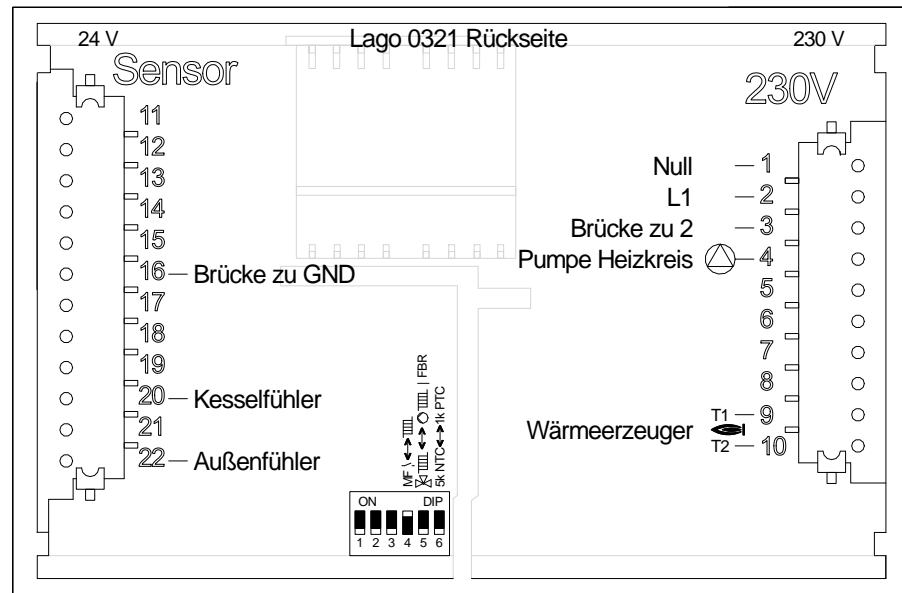 24 V Lago 0321 Rückseite 230 V
Sensor
230V
11
12
13
14
15
16 Brücke zu GND
17
18
19
20 Kesselfühler
21
22 Außenfühler
Null 1
L1 2
Brücke zu 2 3
Pumpe Heizkreis 4
5
6
7
8
Wärmeerzeuger T1 9
T2 10
MF
FBR
5k NTC 1k PTC
ON DIP
1 2 3 4 5 6